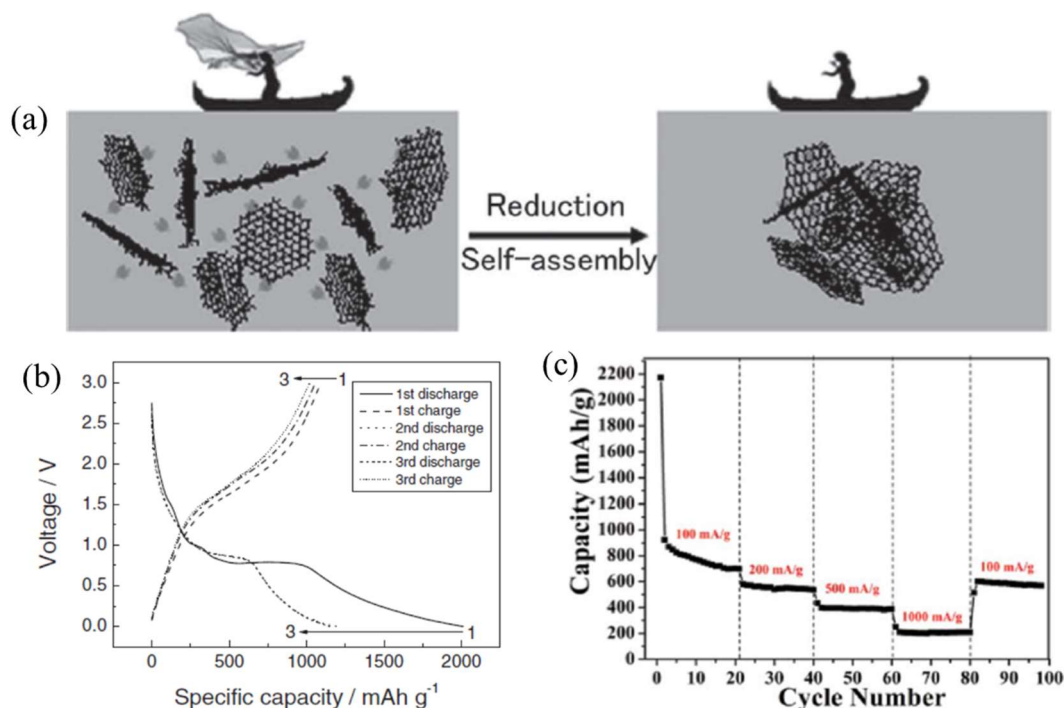 (a)
Reduction
Self-assembly
(b)
3 1
3.0
2.5
2.0
1.5
1.0
0.5
0.0
Voltage / V
1st discharge
1st charge
2nd discharge
2nd charge
3rd discharge
3rd charge
3 1
0 500 1000 1500 2000
Specific capacity / mAh g⁻¹
(c)
2200
2000
1800
1600
1400
1200
1000
800
600
400
200
0
Capacity (mAh/g)
100 mA/g
200 mA/g
500 mA/g
1000 mA/g
100 mA/g
0 10 20 30 40 50 60 70 80 90 100
Cycle Number